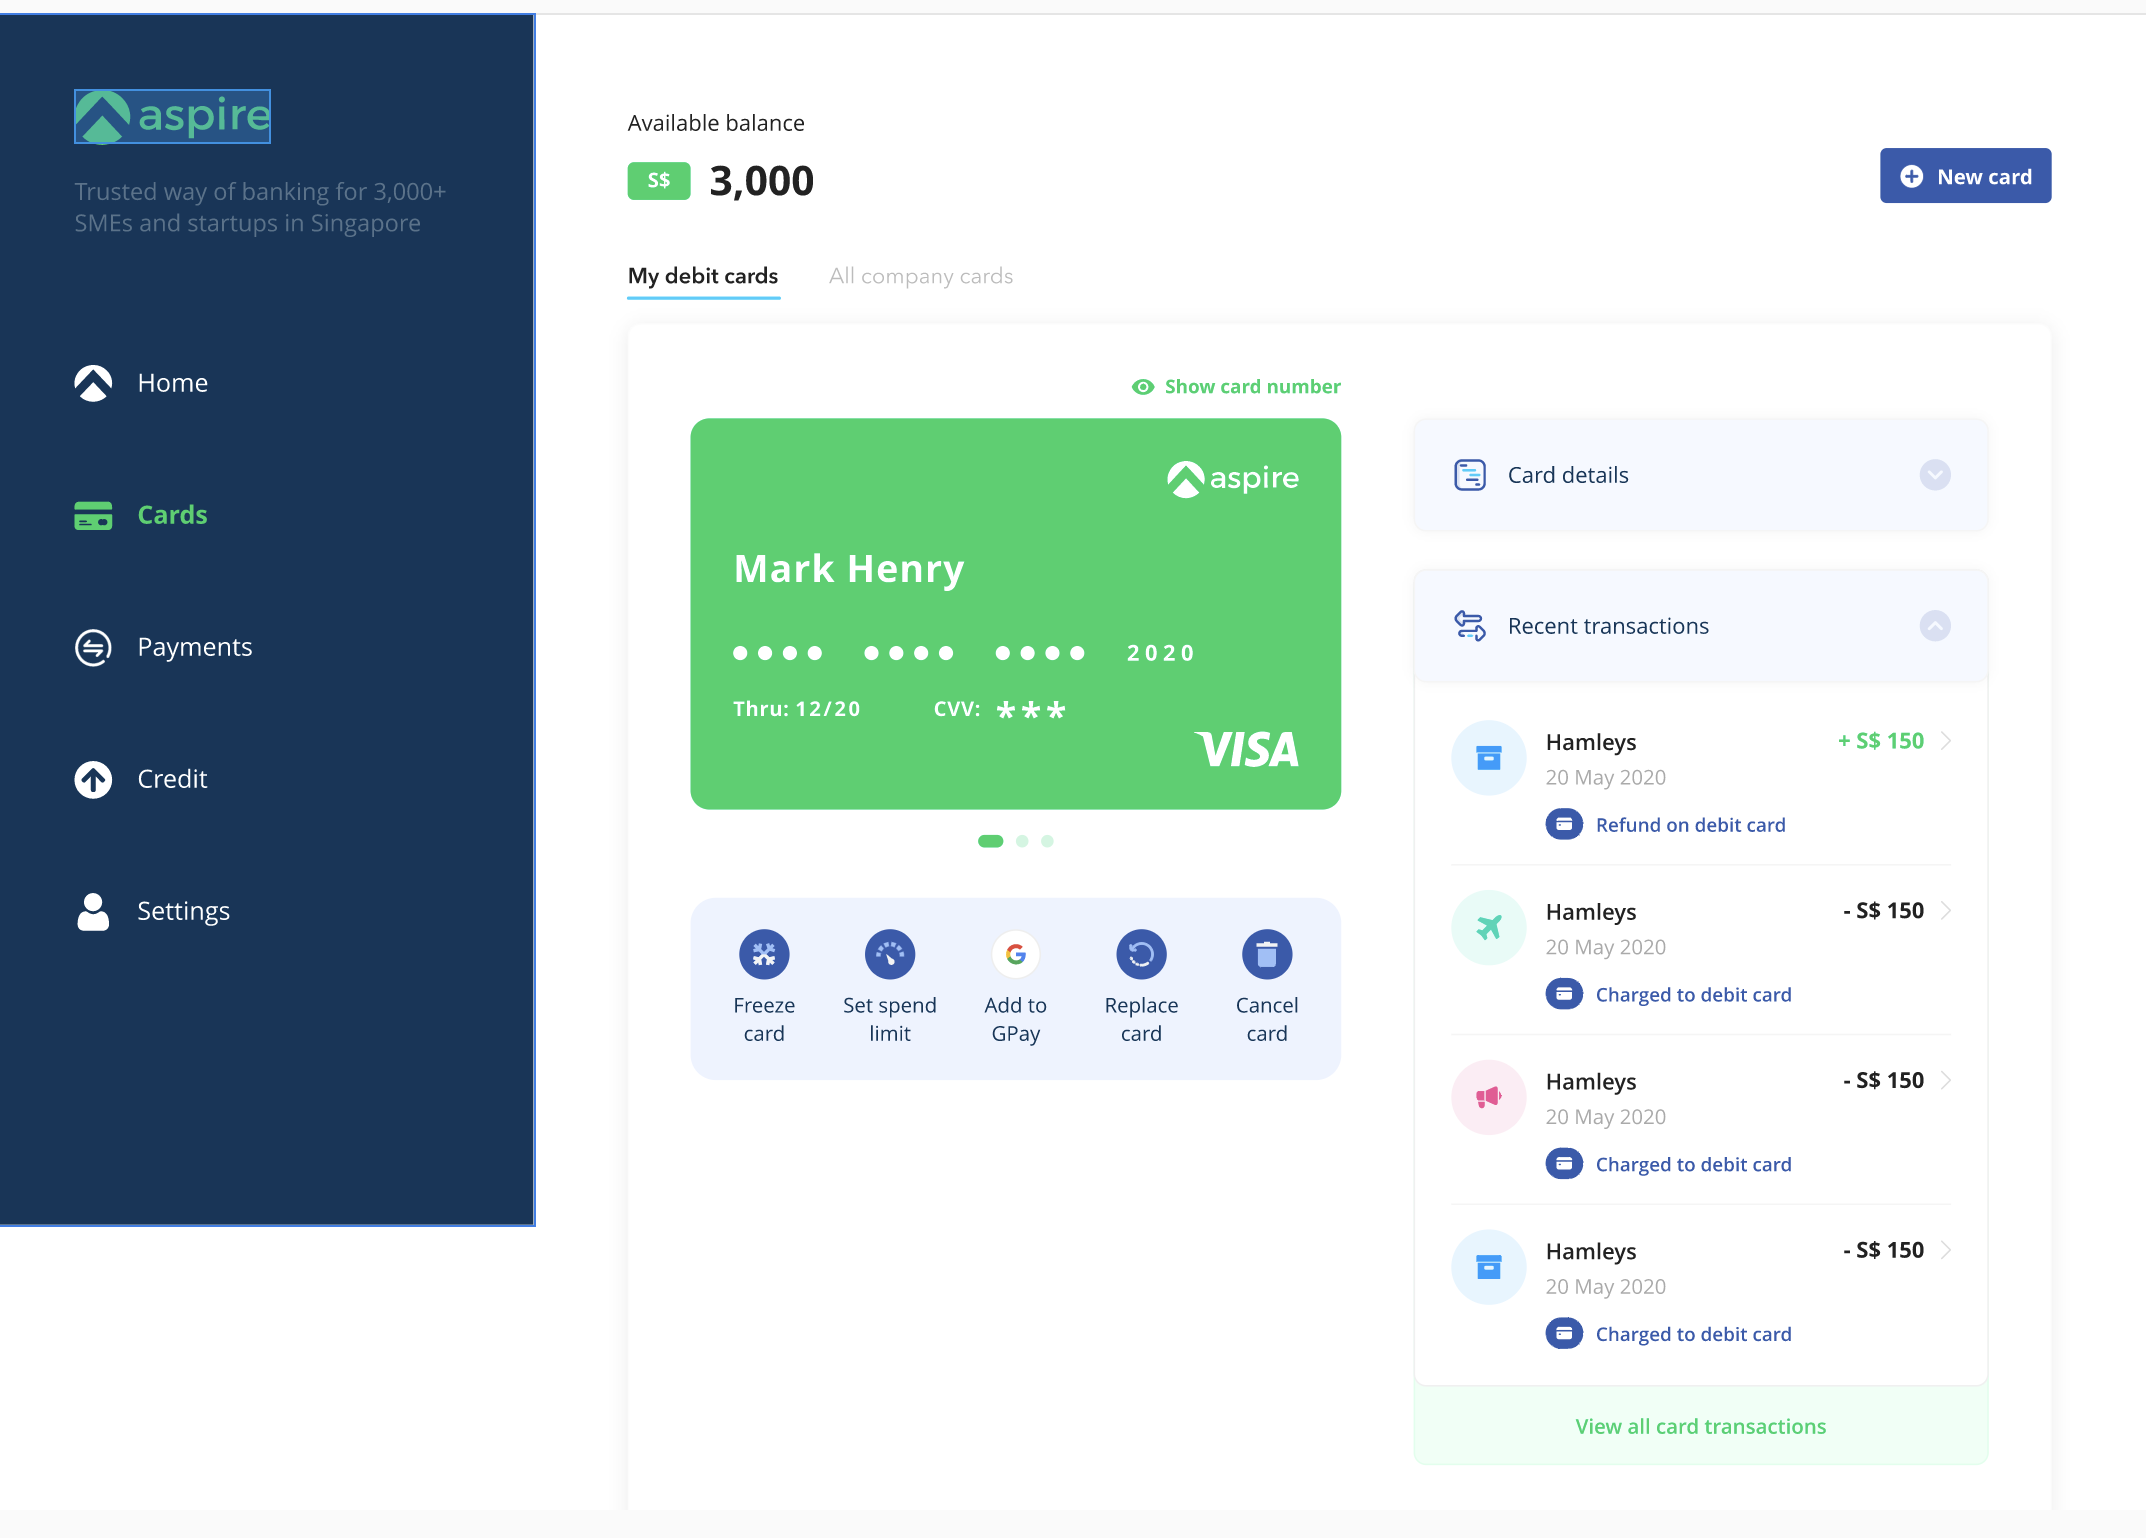 aspire
Trusted way of banking for 3,000+
SMEs and startups in Singapore
Home
Cards
Payments
Credit
Settings
Available balance
S$ 3,000
New card
My debit cards
All company cards
Show card number
aspire
Mark Henry
2020
Thru: 12/20
CVV: ***
VISA
Freeze
card
Set spend
limit
Add to
GPay
Replace
card
Cancel
card
Card details
Recent transactions
Hamleys
+ S$ 150
20 May 2020
Refund on debit card
Hamleys
- S$ 150
20 May 2020
Charged to debit card
Hamleys
- S$ 150
20 May 2020
Charged to debit card
Hamleys
- S$ 150
20 May 2020
Charged to debit card
View all card transactions